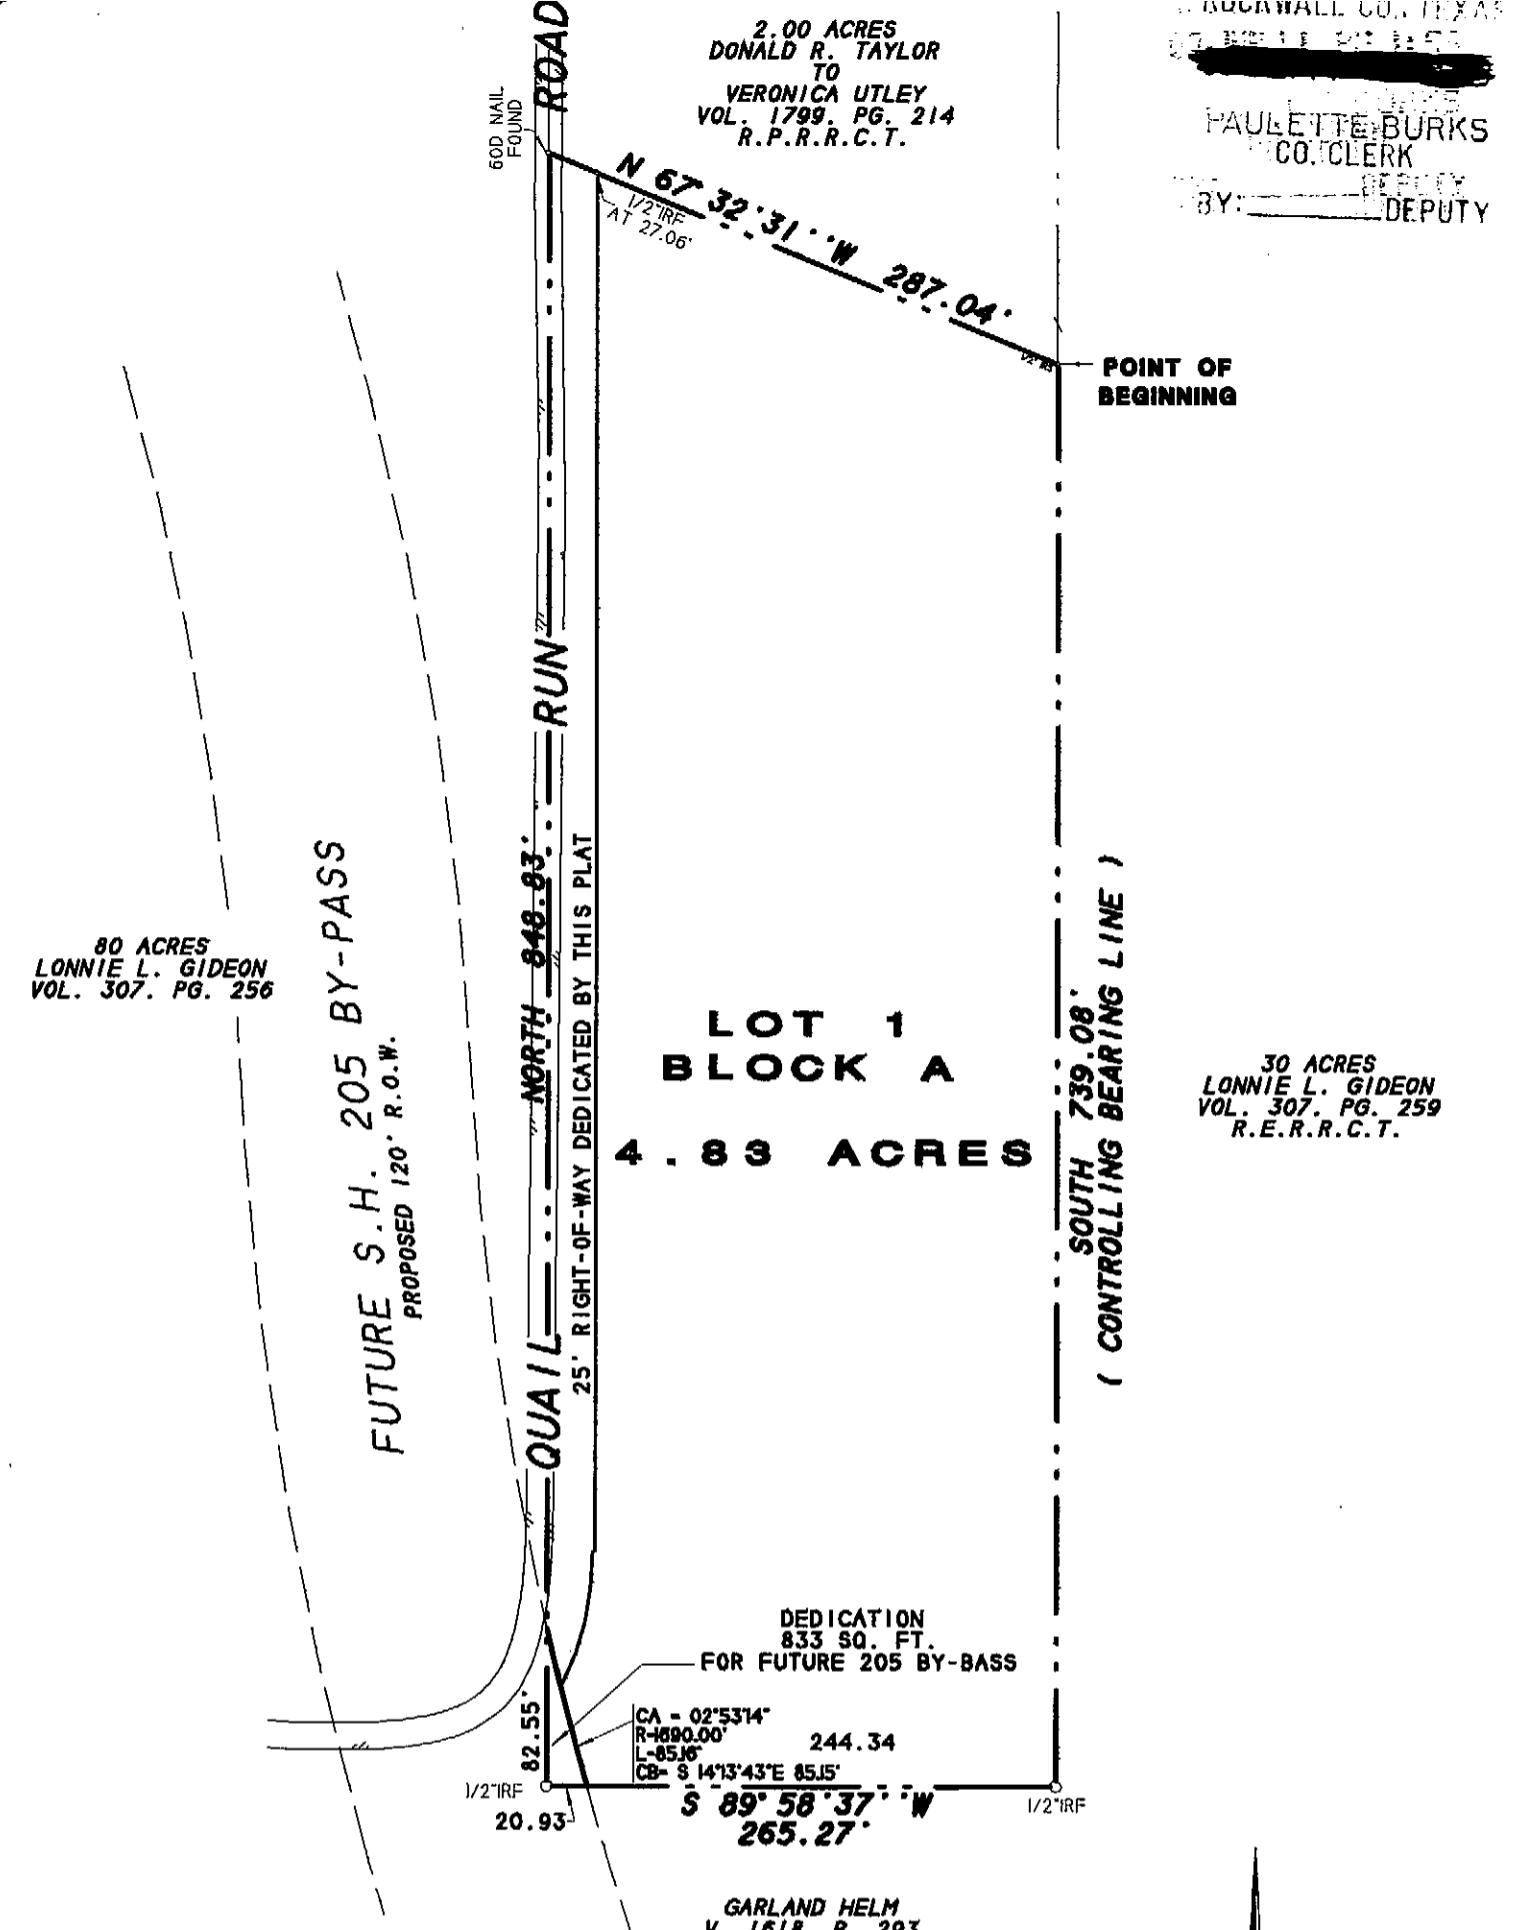 ROCKWALL CO., TEXAS
PAULETTE BURKS
CO. CLERK
BY: DEPUTY
2.00 ACRES
DONALD R. TAYLOR
TO
VERONICA UTLEY
VOL. 1799. PG. 214
R.P.R.R.C.T.
60D NAIL
FOUND
N 67°32'31''W 287.04'
1/2"IRF
AT 27.06'
POINT OF
BEGINNING
QUAIL RUN ROAD
NORTH 848.83'
25' RIGHT-OF-WAY DEDICATED BY THIS PLAT
FUTURE S.H. 205 BY-PASS
PROPOSED 120' R.O.W.
80 ACRES
LONNIE L. GIDEON
VOL. 307. PG. 256
LOT 1
BLOCK A
4.83 ACRES
SOUTH 739.08'
( CONTROLLING BEARING LINE )
30 ACRES
LONNIE L. GIDEON
VOL. 307. PG. 259
R.E.R.R.C.T.
DEDICATION
833 SQ. FT.
FOR FUTURE 205 BY-BASS
82.55'
CA = 02°53'14"
R=1690.00'
L=85.16'
CB= S 14°13'43"E 85.15'
244.34
1/2"IRF
20.93
S 89°58'37''W
265.27'
1/2"IRF
GARLAND HELM
V. 1618 P. 293